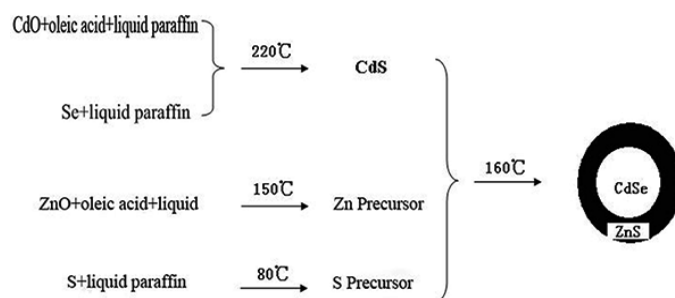 CdO+oleic acid+liquid paraffin
220℃
CdS
Se+liquid paraffin
160℃
CdSe
ZnS
ZnO+oleic acid+liquid
150℃
Zn Precursor
S+liquid paraffin
80℃
S Precursor